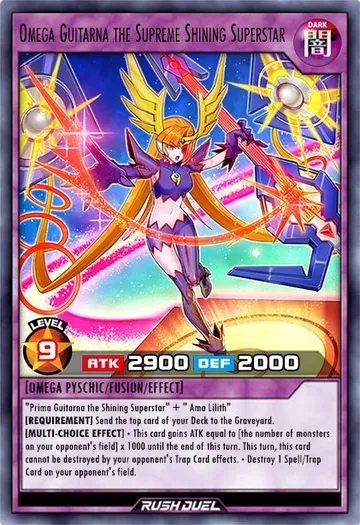 Omega Guitarna the Supreme Shining Superstar
DARK
闇
LEVEL
9
ATK 2900 DEF 2000
[OMEGA PYSCHIC/FUSION/EFFECT]
"Prima Guitarna the Shining Superstar" + " Ama Lilith"
[REQUIREMENT] Send the top card of your Deck to the Graveyard.
[MULTI-CHOICE EFFECT] • This card gains ATK equal to [the number of monsters
on your opponent's field] x 1000 until the end of this turn. This turn, this card
cannot be destroyed by your opponent's Trap Card effects. • Destroy 1 Spell/Trap
Card on your opponent's field.
RUSH DUEL